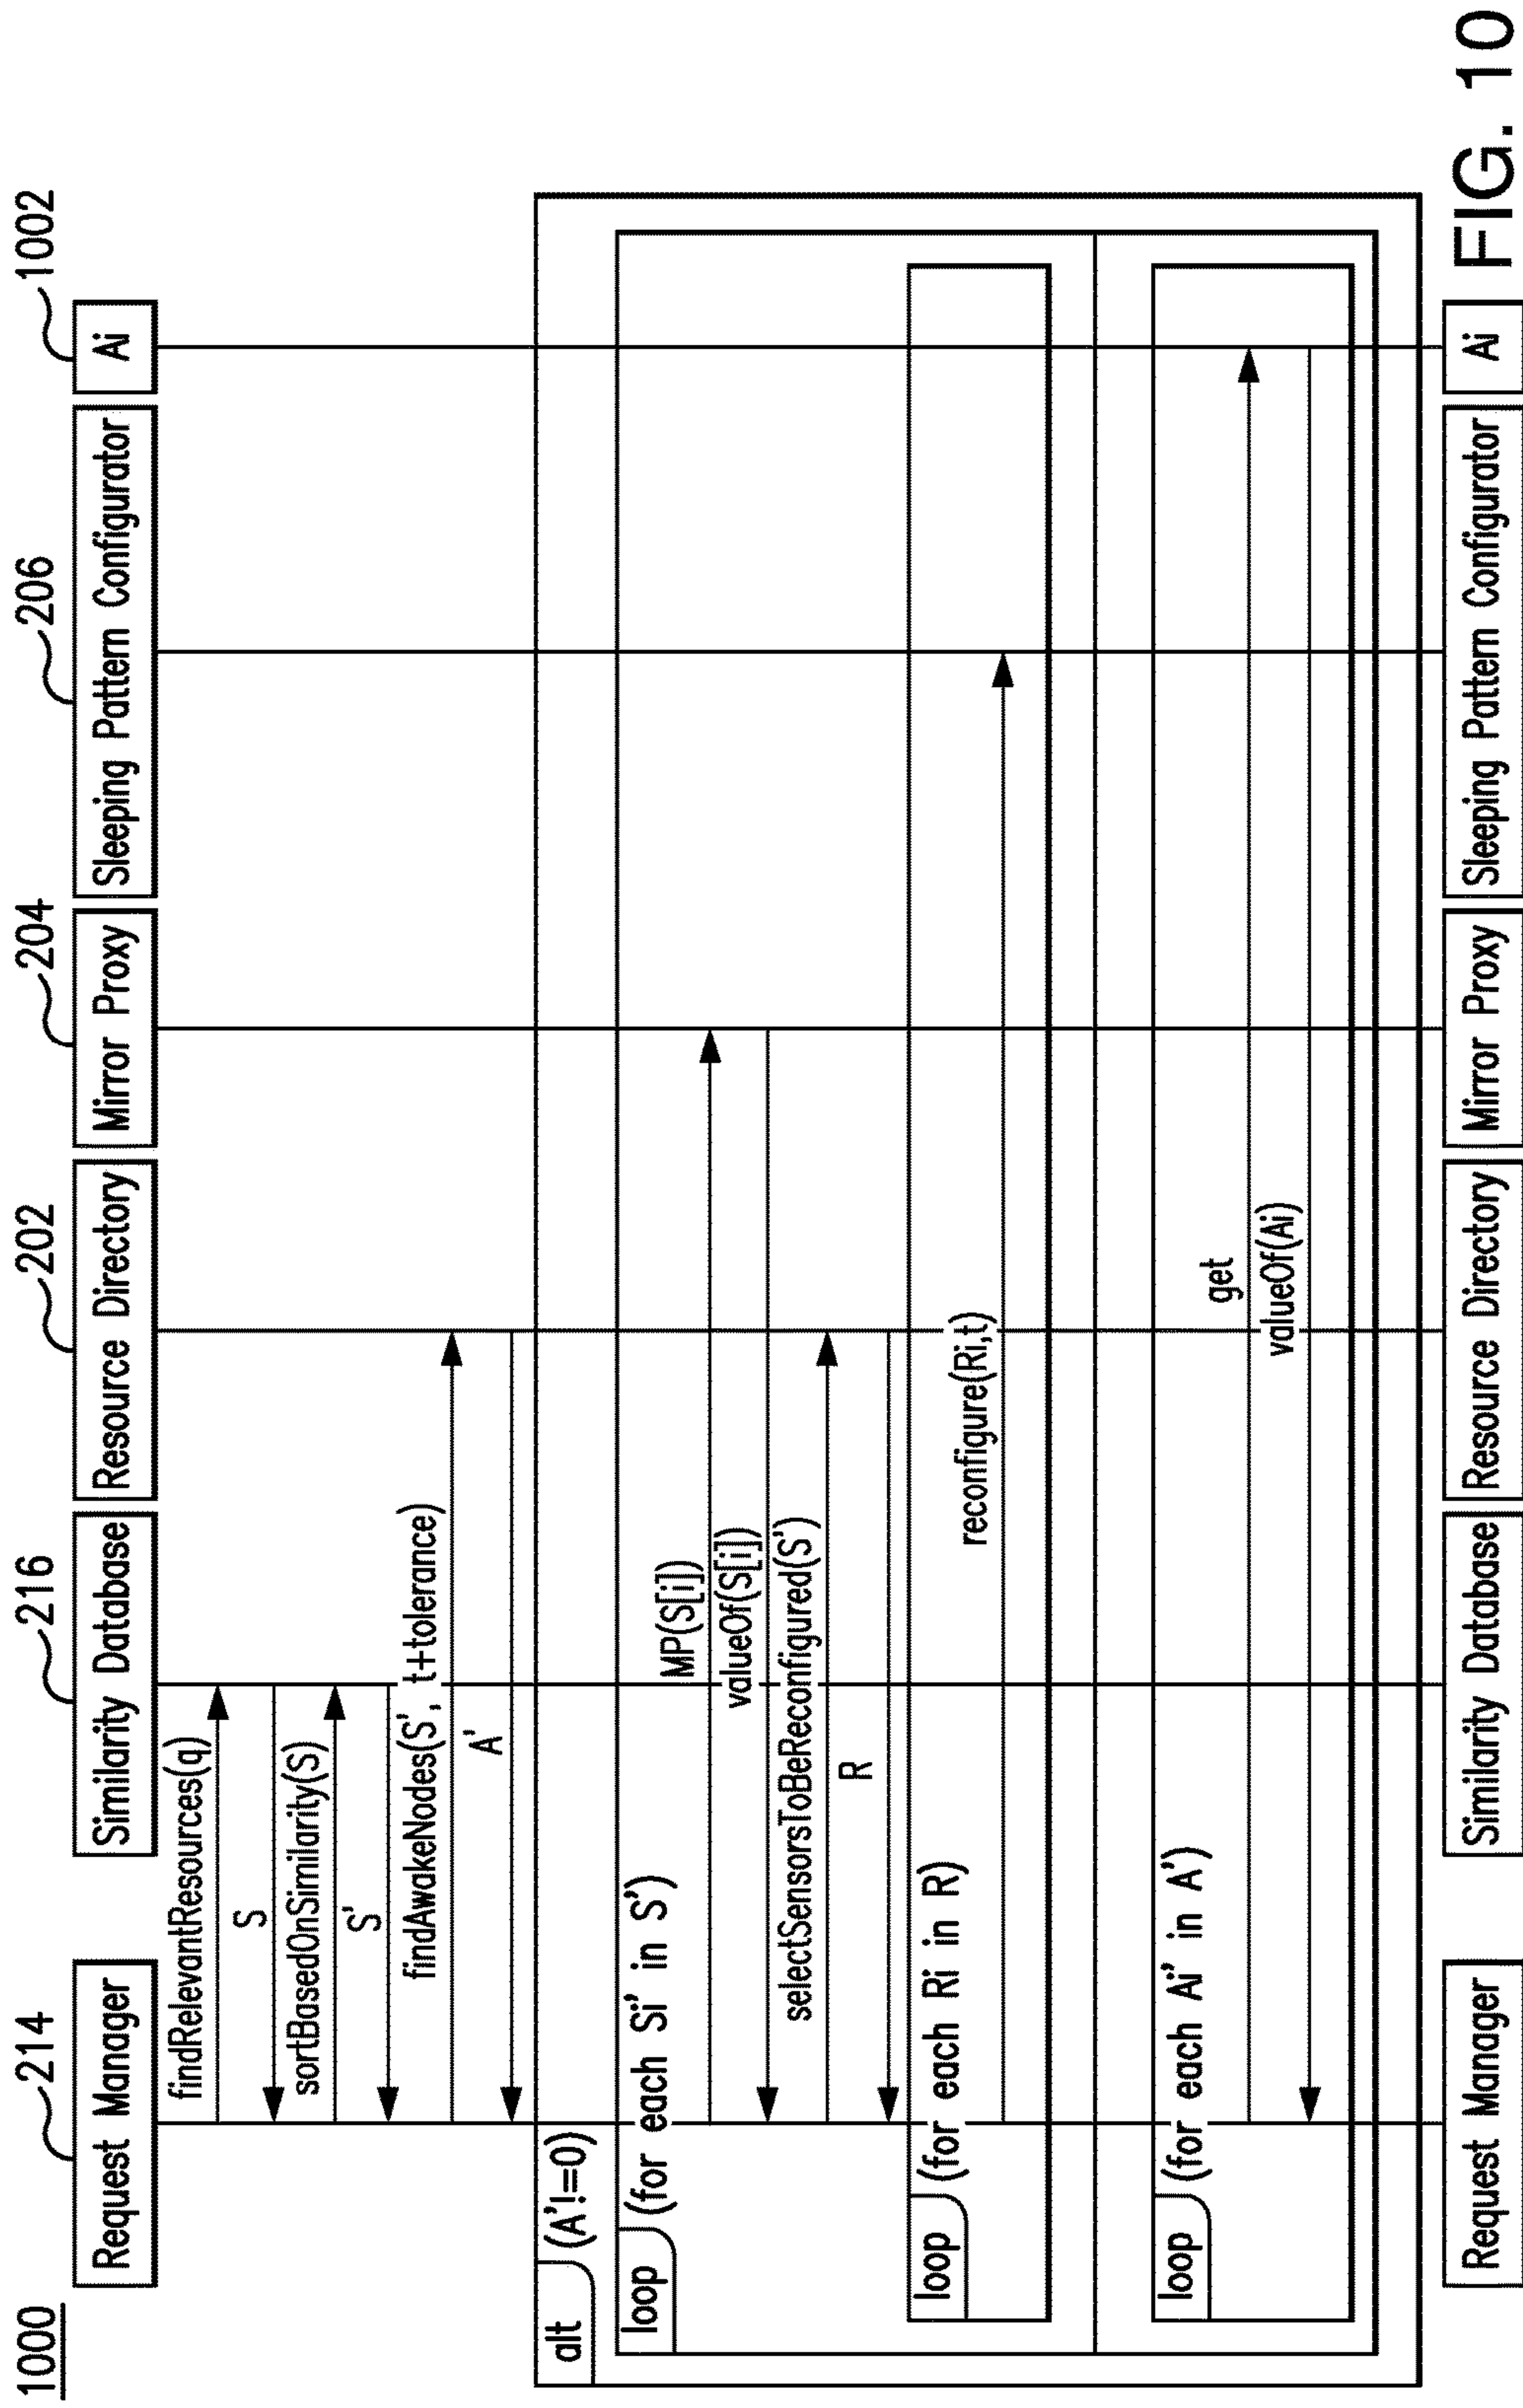 1000
214
216
202
204
206
1002
Request Manager
Similarity Database
Resource Directory
Mirror Proxy
Sleeping Pattern Configurator
Ai
findRelevantResources(q)
S
sortBasedOnSimilarity(S)
S'
findAwakeNodes(S', t+tolerance)
A'
alt
(A'!=0)
loop
(for each Si' in S')
MP(S[i])
valueOf(S[i])
selectSensorsToBeReconfigured(S')
R
loop
(for each Ri in R)
reconfigure(Ri,t)
loop
(for each Ai' in A')
get
valueOf(Ai)
Request Manager
Similarity Database
Resource Directory
Mirror Proxy
Sleeping Pattern Configurator
Ai
FIG. 10